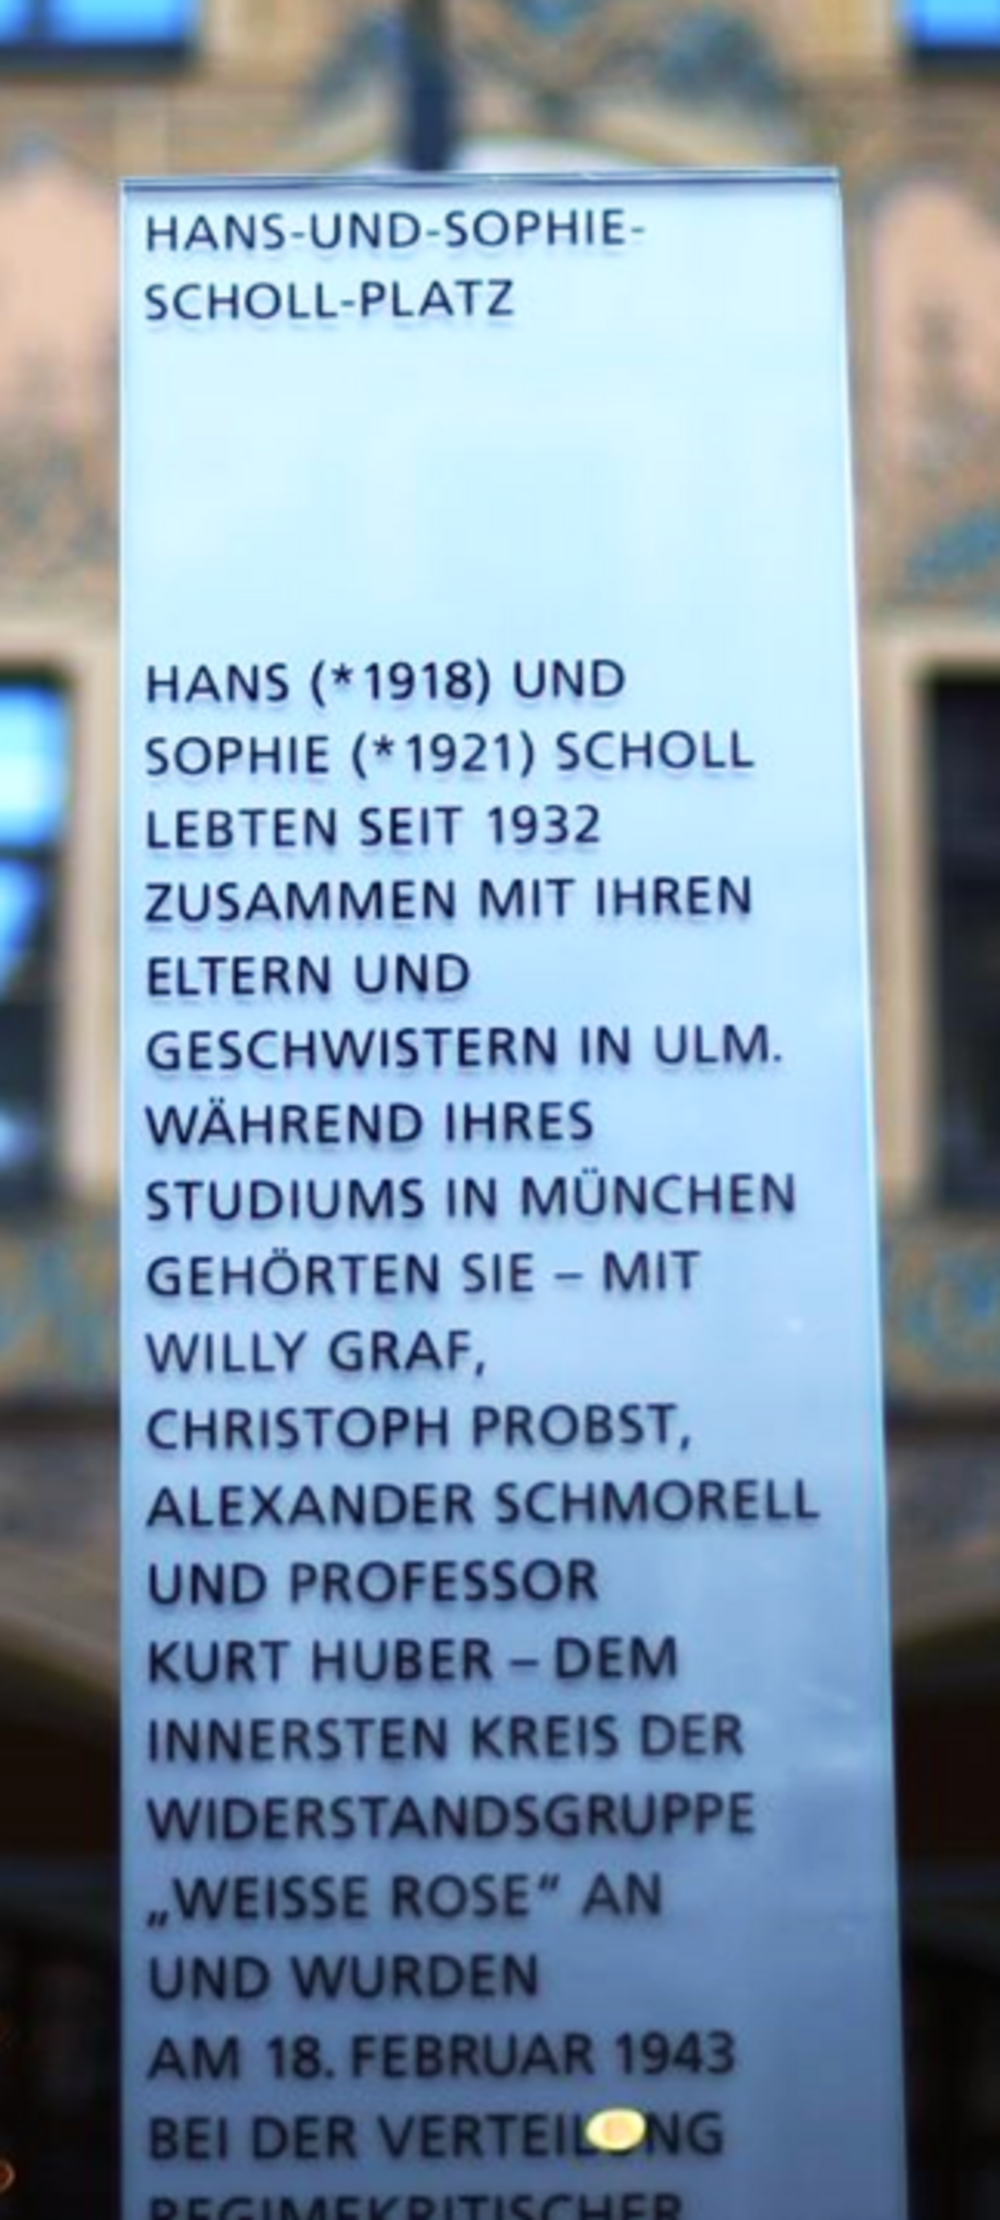 HANS-UND-SOPHIE-
SCHOLL-PLATZ
HANS (*1918) UND
SOPHIE (*1921) SCHOLL
LEBTEN SEIT 1932
ZUSAMMEN MIT IHREN
ELTERN UND
GESCHWISTERN IN ULM.
WÄHREND IHRES
STUDIUMS IN MÜNCHEN
GEHÖRTEN SIE – MIT
WILLY GRAF,
CHRISTOPH PROBST,
ALEXANDER SCHMORELL
UND PROFESSOR
KURT HUBER – DEM
INNERSTEN KREIS DER
WIDERSTANDSGRUPPE
„WEISSE ROSE“ AN
UND WURDEN
AM 18. FEBRUAR 1943
BEI DER VERTEILUNG
REGIMEKRITISCHER